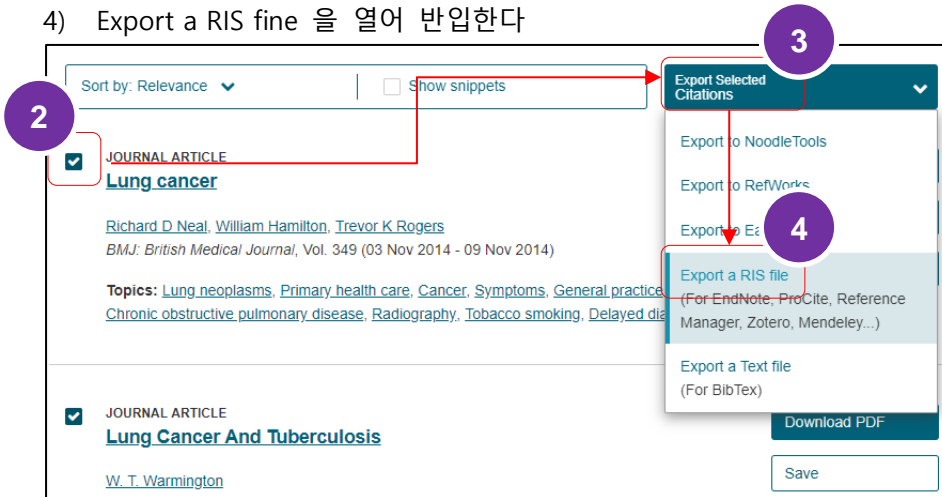 4) Export a RIS fine 을 열어 반입한다
3
Sort by: Relevance
Show snippets
Export Selected
Citations
2
JOURNAL ARTICLE
Lung cancer
Richard D Neal, William Hamilton, Trevor K Rogers
BMJ: British Medical Journal, Vol. 349 (03 Nov 2014 - 09 Nov 2014)
Topics: Lung neoplasms, Primary health care, Cancer, Symptoms, General practice
Chronic obstructive pulmonary disease, Radiography, Tobacco smoking, Delayed dia
Export to NoodleTools
Export to RefWorks
Export to Ea
4
Export a RIS file
(For EndNote, ProCite, Reference
Manager, Zotero, Mendeley...)
Export a Text file
(For BibTex)
JOURNAL ARTICLE
Lung Cancer And Tuberculosis
W. T. Warmington
Download PDF
Save